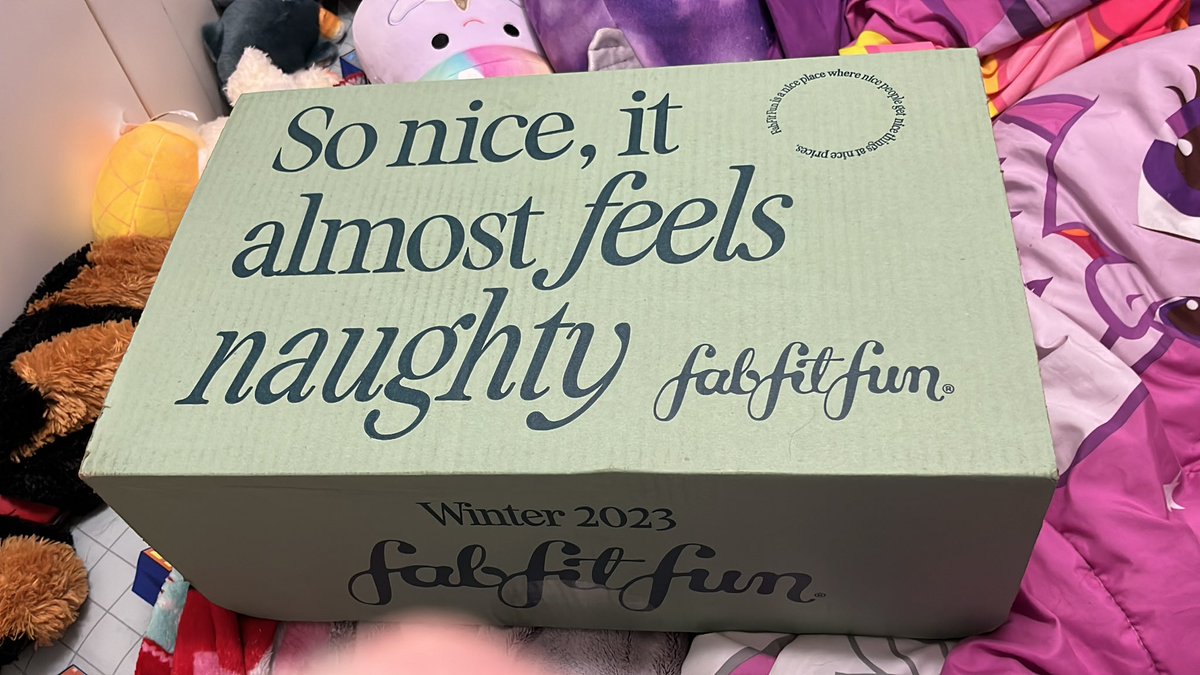 So nice, it
almost feels
naughty
fabfitfun®
FabFitFun is a nice place where nice people get nice things at nice prices.
Winter 2023
fabfitfun®